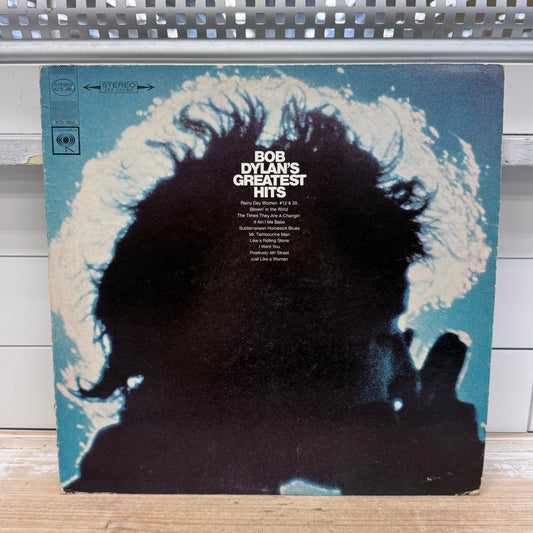 STEREO
BOB
DYLAN'S
GREATEST
HITS
Rainy Day Women #12 & 35
Blowin' in the Wind
The Times They Are A-Changin'
It Ain't Me Babe
Subterranean Homesick Blues
Mr. Tambourine Man
Like a Rolling Stone
I Want You
Positively 4th Street
Just Like a Woman